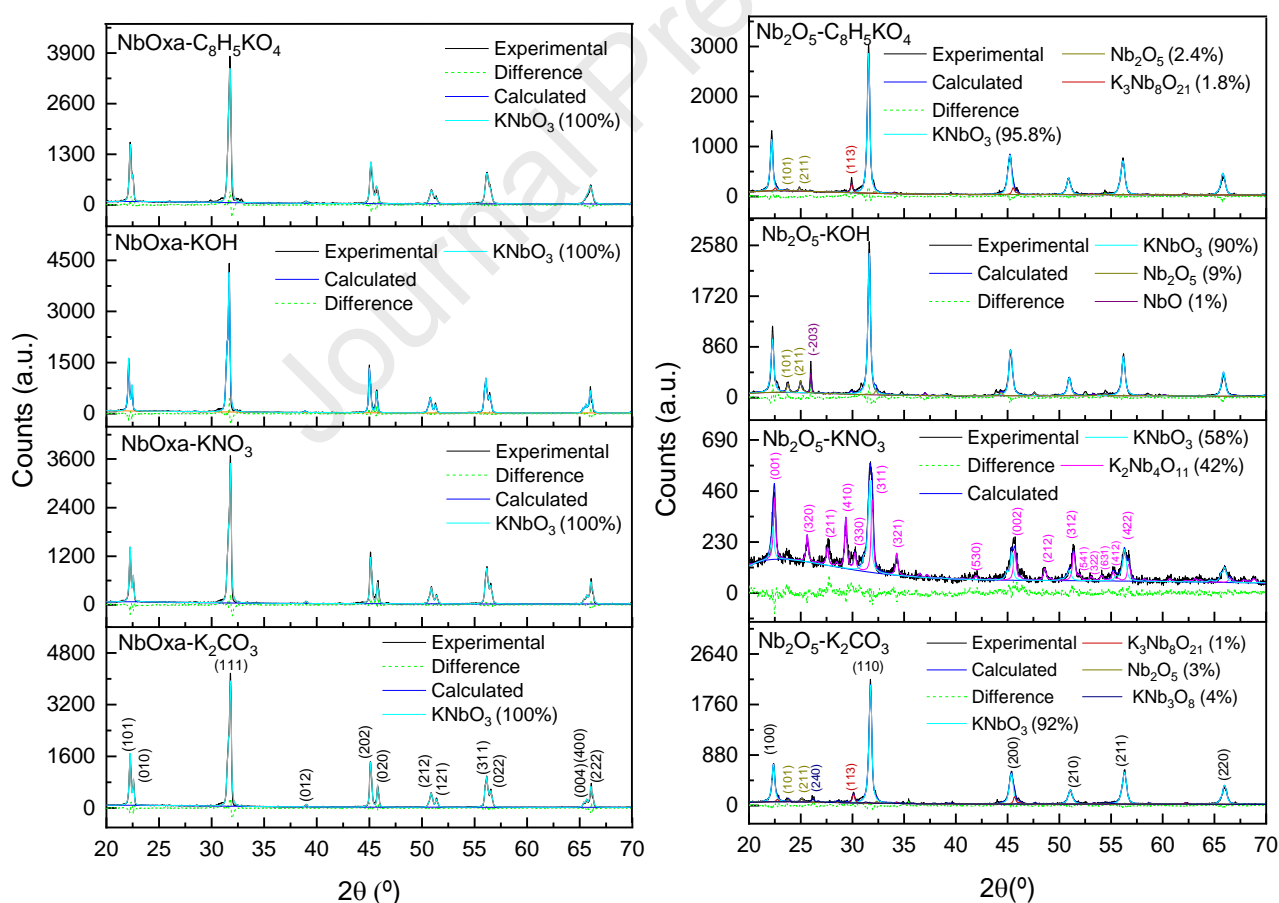 Journal Pre
NbOxa-C₈H₅KO₄
Experimental
Difference
Calculated
KNbO₃ (100%)
3900
2600
1300
0
NbOxa-KOH
Experimental
KNbO₃ (100%)
Calculated
Difference
4500
3000
1500
0
NbOxa-KNO₃
Experimental
Difference
Calculated
KNbO₃ (100%)
3600
2400
1200
0
NbOxa-K₂CO₃
Experimental
Difference
Calculated
KNbO₃ (100%)
4800
3200
1600
0
(101)
(010)
(111)
(012)
(202)
(020)
(212)
(121)
(311)
(022)
(004)
(400)
(222)
20 25 30 35 40 45 50 55 60 65 70
2θ (º)
Counts (a.u.)
Nb₂O₅-C₈H₅KO₄
Experimental
Nb₂O₅ (2.4%)
Calculated
K₃Nb₈O₂₁ (1.8%)
Difference
KNbO₃ (95.8%)
3000
2000
1000
0
(101)
(211)
(113)
Nb₂O₅-KOH
Experimental
KNbO₃ (90%)
Calculated
Nb₂O₅ (9%)
Difference
NbO (1%)
2580
1720
860
0
(101)
(211)
(-203)
Nb₂O₅-KNO₃
Experimental
KNbO₃ (58%)
Difference
K₂Nb₄O₁₁ (42%)
Calculated
690
460
230
0
(001)
(320)
(211)
(410)
(330)
(311)
(321)
(530)
(002)
(212)
(312)
(541)
(322)
(631)
(412)
(422)
Nb₂O₅-K₂CO₃
Experimental
K₃Nb₈O₂₁ (1%)
Calculated
Nb₂O₅ (3%)
Difference
KNb₃O₈ (4%)
KNbO₃ (92%)
2640
1760
880
0
(100)
(101)
(211)
(240)
(113)
(110)
(200)
(210)
(211)
(220)
20 25 30 35 40 45 50 55 60 65 70
2θ(º)
Counts (a.u.)